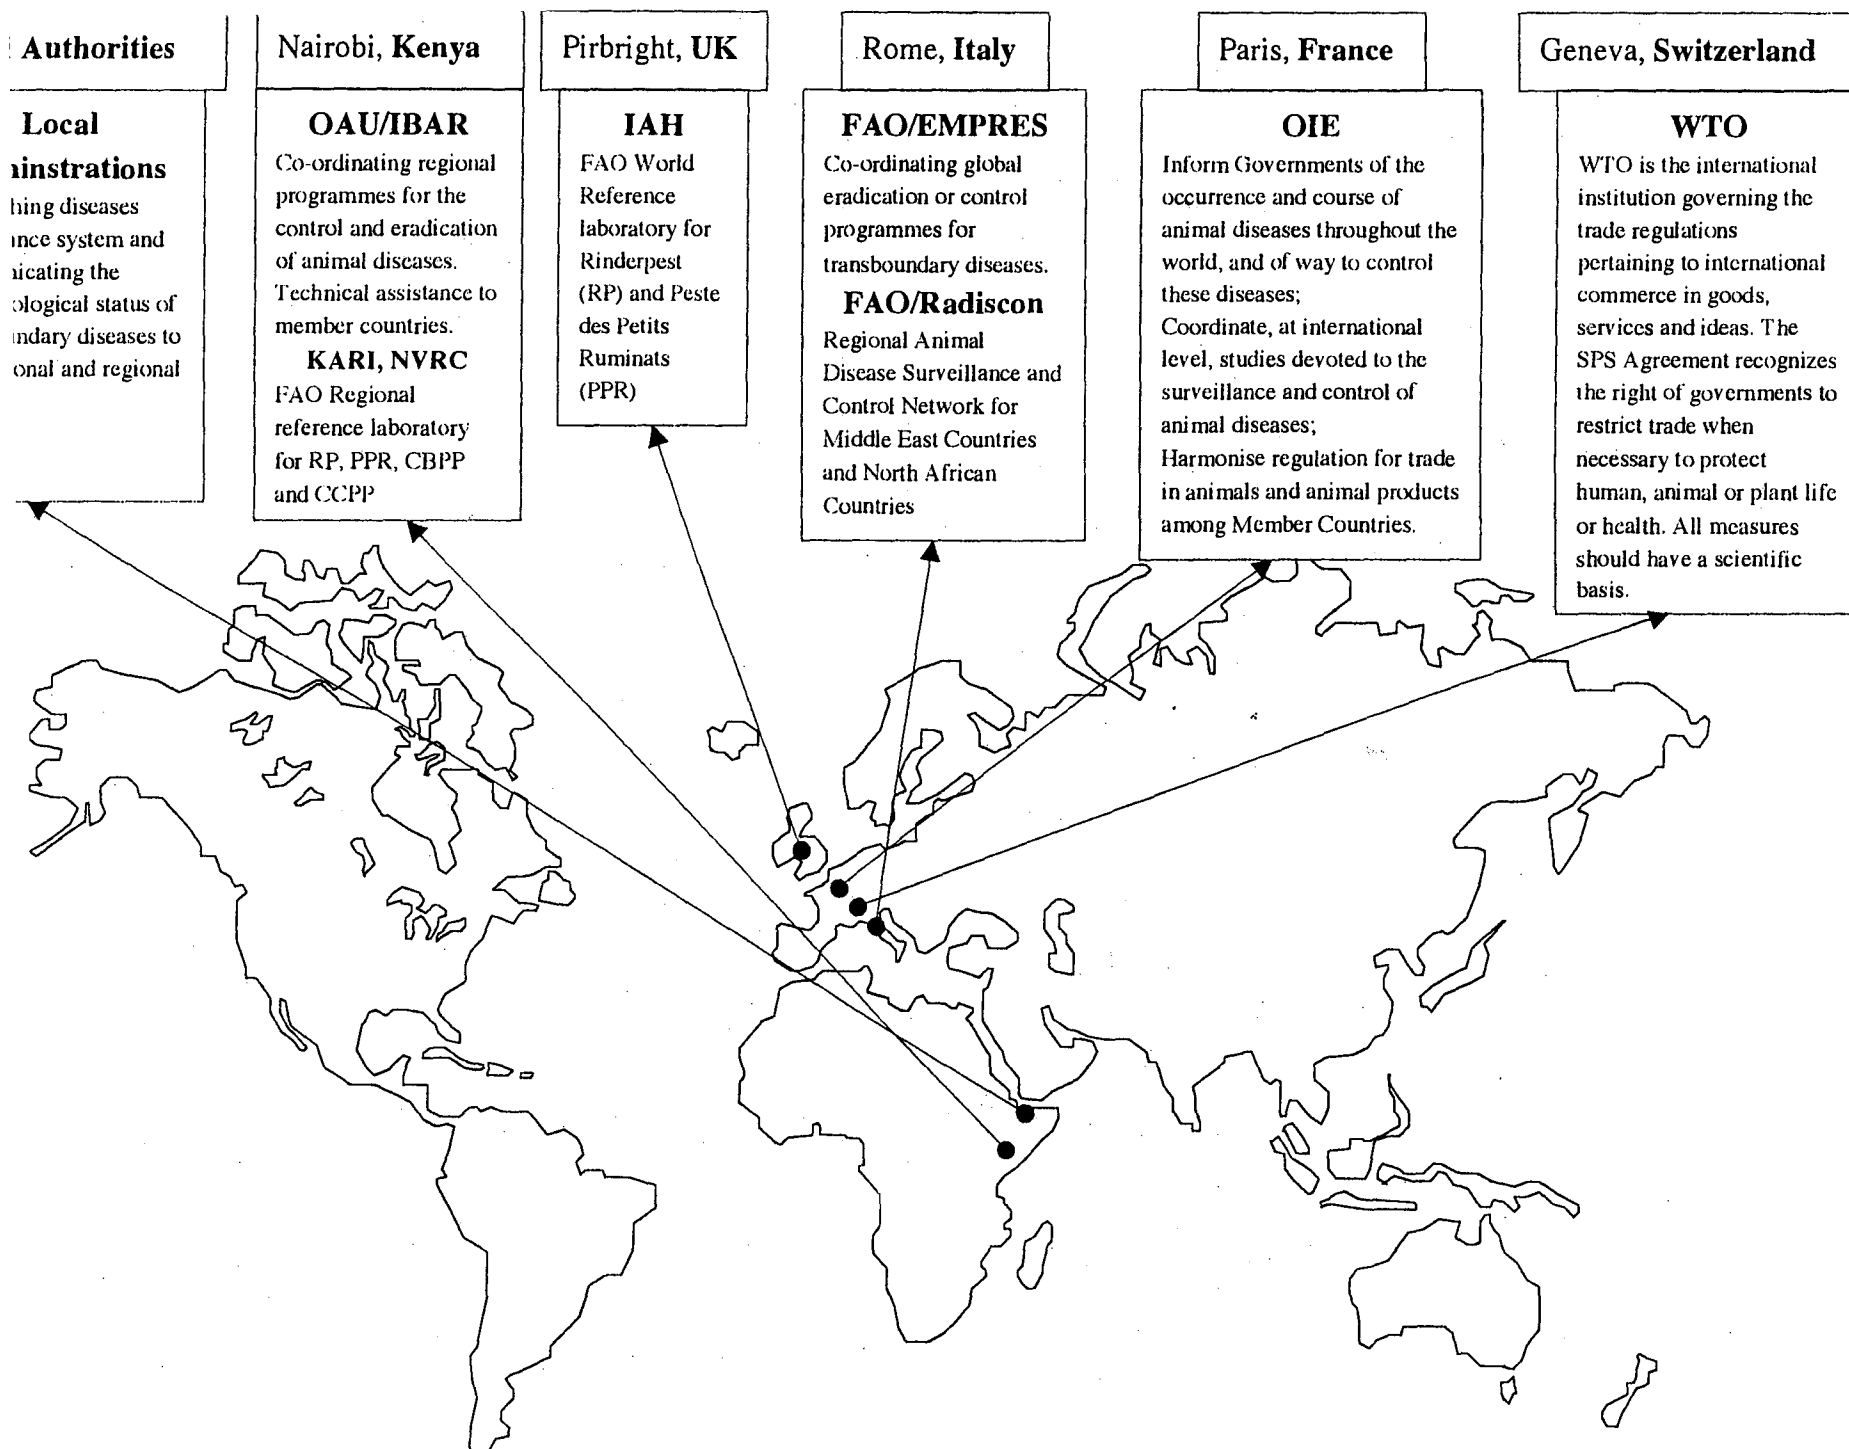 Authorities
Local
hing diseases
system and
the
status of
diseases to
and regional
Nairobi, Kenya
OAU/IBAR
Co-ordinating regional
programmes for the
control and eradication
of animal diseases.
Technical assistance to
member countries.
KARI, NVRC
FAO Regional
reference laboratory
for RP, PPR, CBPP
and CCPP
Pirbright, UK
IAH
FAO World
Reference
laboratory for
Rinderpest
(RP) and Peste
des Petits
Ruminats
(PPR)
Rome, Italy
FAO/EMPRES
Co-ordinating global
eradication or control
programmes for
transboundary diseases.
FAO/Radiscon
Regional Animal
Disease Surveillance and
Control Network for
Middle East Countries
and North African
Countries
Paris, France
OIE
Inform Governments of the
occurrence and course of
animal diseases throughout the
world, and of way to control
these diseases;
Coordinate, at international
level, studies devoted to the
surveillance and control of
animal diseases;
Harmonise regulation for trade
in animals and animal products
among Member Countries.
Geneva, Switzerland
WTO
WTO is the international
institution governing the
trade regulations
pertaining to international
commerce in goods,
services and ideas. The
SPS Agreement recognizes
the right of governments to
restrict trade when
necessary to protect
human, animal or plant life
or health. All measures
should have a scientific
basis.